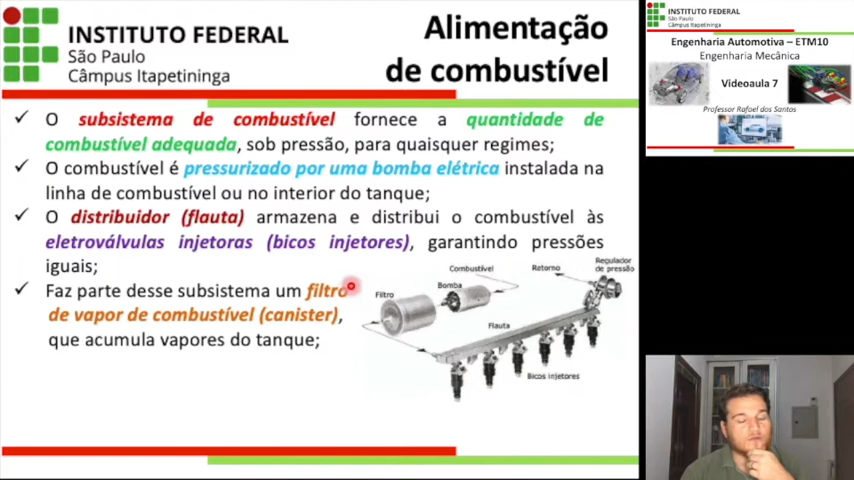 INSTITUTO FEDERAL
São Paulo
Câmpus Itapetininga
Alimentação
de combustível
✓ O subsistema de combustível fornece a quantidade de
combustível adequada, sob pressão, para quaisquer regimes;
✓ O combustível é pressurizado por uma bomba elétrica instalada na
linha de combustível ou no interior do tanque;
✓ O distribuidor (flauta) armazena e distribui o combustível às
eletroválvulas injetoras (bicos injetores), garantindo pressões
iguais;
✓ Faz parte desse subsistema um filtro
de vapor de combustível (canister),
que acumula vapores do tanque;
Combustível
Retorno
Regulador
de pressão
Filtro
Bomba
Flauta
Bicos injetores
INSTITUTO FEDERAL
São Paulo
Câmpus Itapetininga
Engenharia Automotiva – ETM10
Engenharia Mecânica
Videoaula 7
Professor Rafael dos Santos